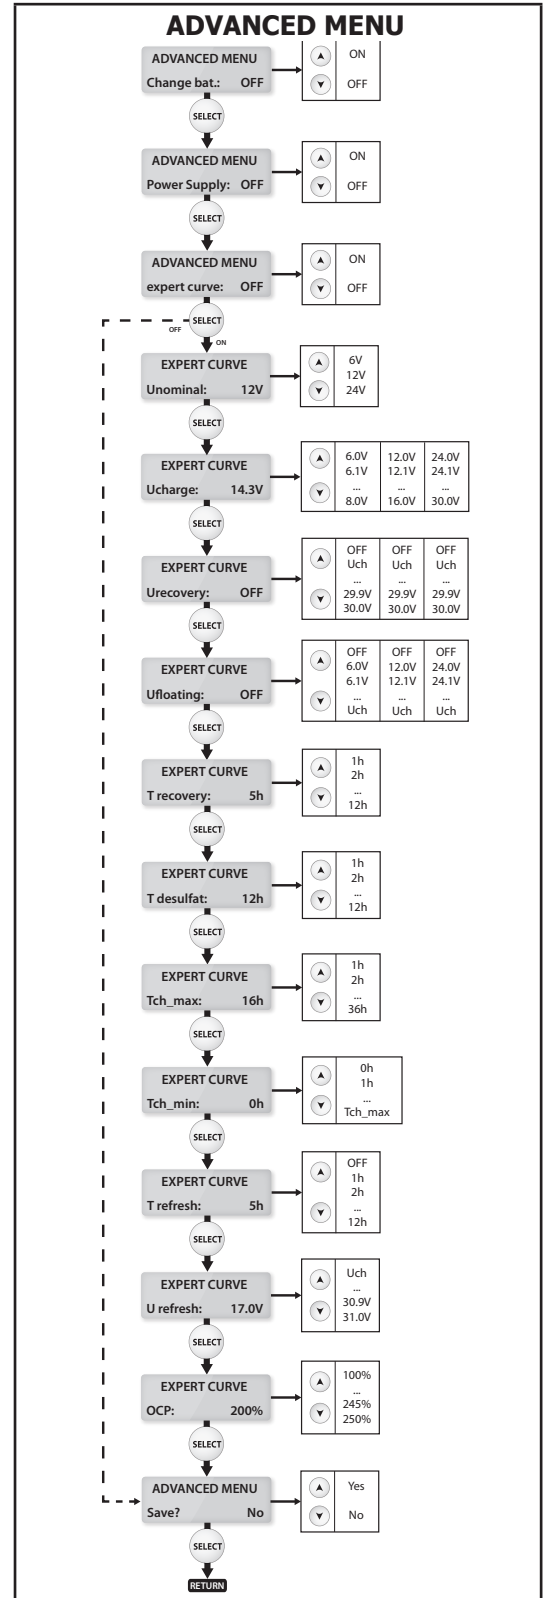 ADVANCED MENU
ADVANCED MENU
Change bat.: OFF
ON
OFF
SELECT
ADVANCED MENU
Power Supply: OFF
ON
OFF
SELECT
ADVANCED MENU
expert curve: OFF
ON
OFF
SELECT
OFF
ON
EXPERT CURVE
Unominal: 12V
6V
12V
24V
SELECT
EXPERT CURVE
Ucharge: 14.3V
6.0V 12.0V 24.0V
6.1V 12.1V 24.1V
... ... ...
8.0V 16.0V 30.0V
SELECT
EXPERT CURVE
Urecovery: OFF
OFF OFF OFF
Uch Uch Uch
... ... ...
29.9V 29.9V 29.9V
30.0V 30.0V 30.0V
SELECT
EXPERT CURVE
Ufloating: OFF
OFF OFF OFF
6.0V 12.0V 24.0V
6.1V 12.1V 24.1V
... ... ...
Uch Uch Uch
SELECT
EXPERT CURVE
T recovery: 5h
1h
2h
...
12h
SELECT
EXPERT CURVE
T desulfat: 12h
1h
2h
...
12h
SELECT
EXPERT CURVE
Tch_max: 16h
1h
2h
...
36h
SELECT
EXPERT CURVE
Tch_min: 0h
0h
1h
...
Tch_max
SELECT
EXPERT CURVE
T refresh: 5h
OFF
1h
2h
...
12h
SELECT
EXPERT CURVE
U refresh: 17.0V
Uch
...
30.9V
31.0V
SELECT
EXPERT CURVE
OCP: 200%
100%
...
245%
250%
SELECT
ADVANCED MENU
Save? No
Yes
No
SELECT
RETURN